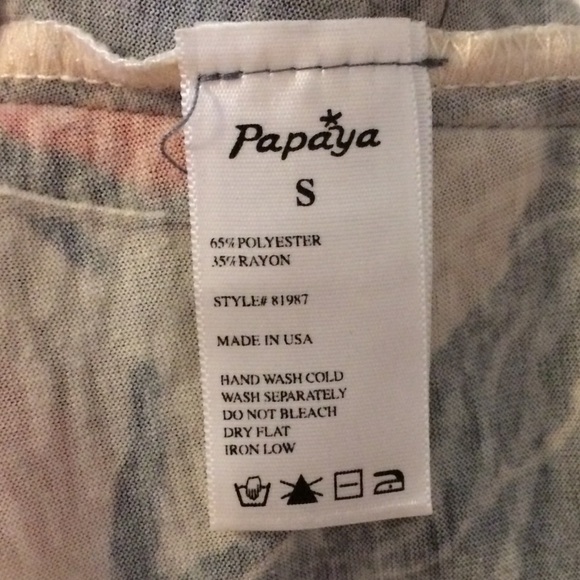 Papaya
S
65% POLYESTER
35% RAYON
STYLE# 81987
MADE IN USA
HAND WASH COLD
WASH SEPARATELY
DO NOT BLEACH
DRY FLAT
IRON LOW